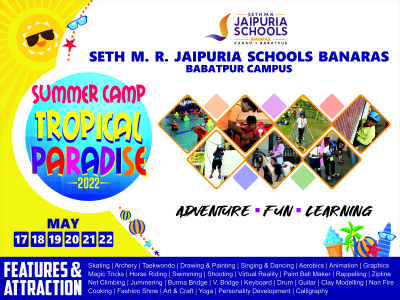 SETH M.R.
JAIPURIA
SCHOOLS
BANARAS
PARAO • BABATPUR
SETH M. R. JAIPURIA SCHOOLS BANARAS
BABATPUR CAMPUS
SUMMER CAMP
TROPICAL
PARADISE
2022
ADVENTURE • FUN • LEARNING
MAY
17 18 19 20 21 22
FEATURES &
ATTRACTION
Skating | Archery | Taekwondo | Drawing & Painting | Singing & Dancing | Aerobics | Animation | Graphics
Magic Tricks | Horse Riding | Swimming | Shooting | Virtual Reality | Paint Ball Maker | Rappelling | Zipline
Net Climbing | Jummering | Burma Bridge | V. Bridge | Keyboard | Drum | Guitar | Clay Modelling | Non Fire
Cooking | Fashion Show | Art & Craft | Yoga | Personality Development | Calligraphy